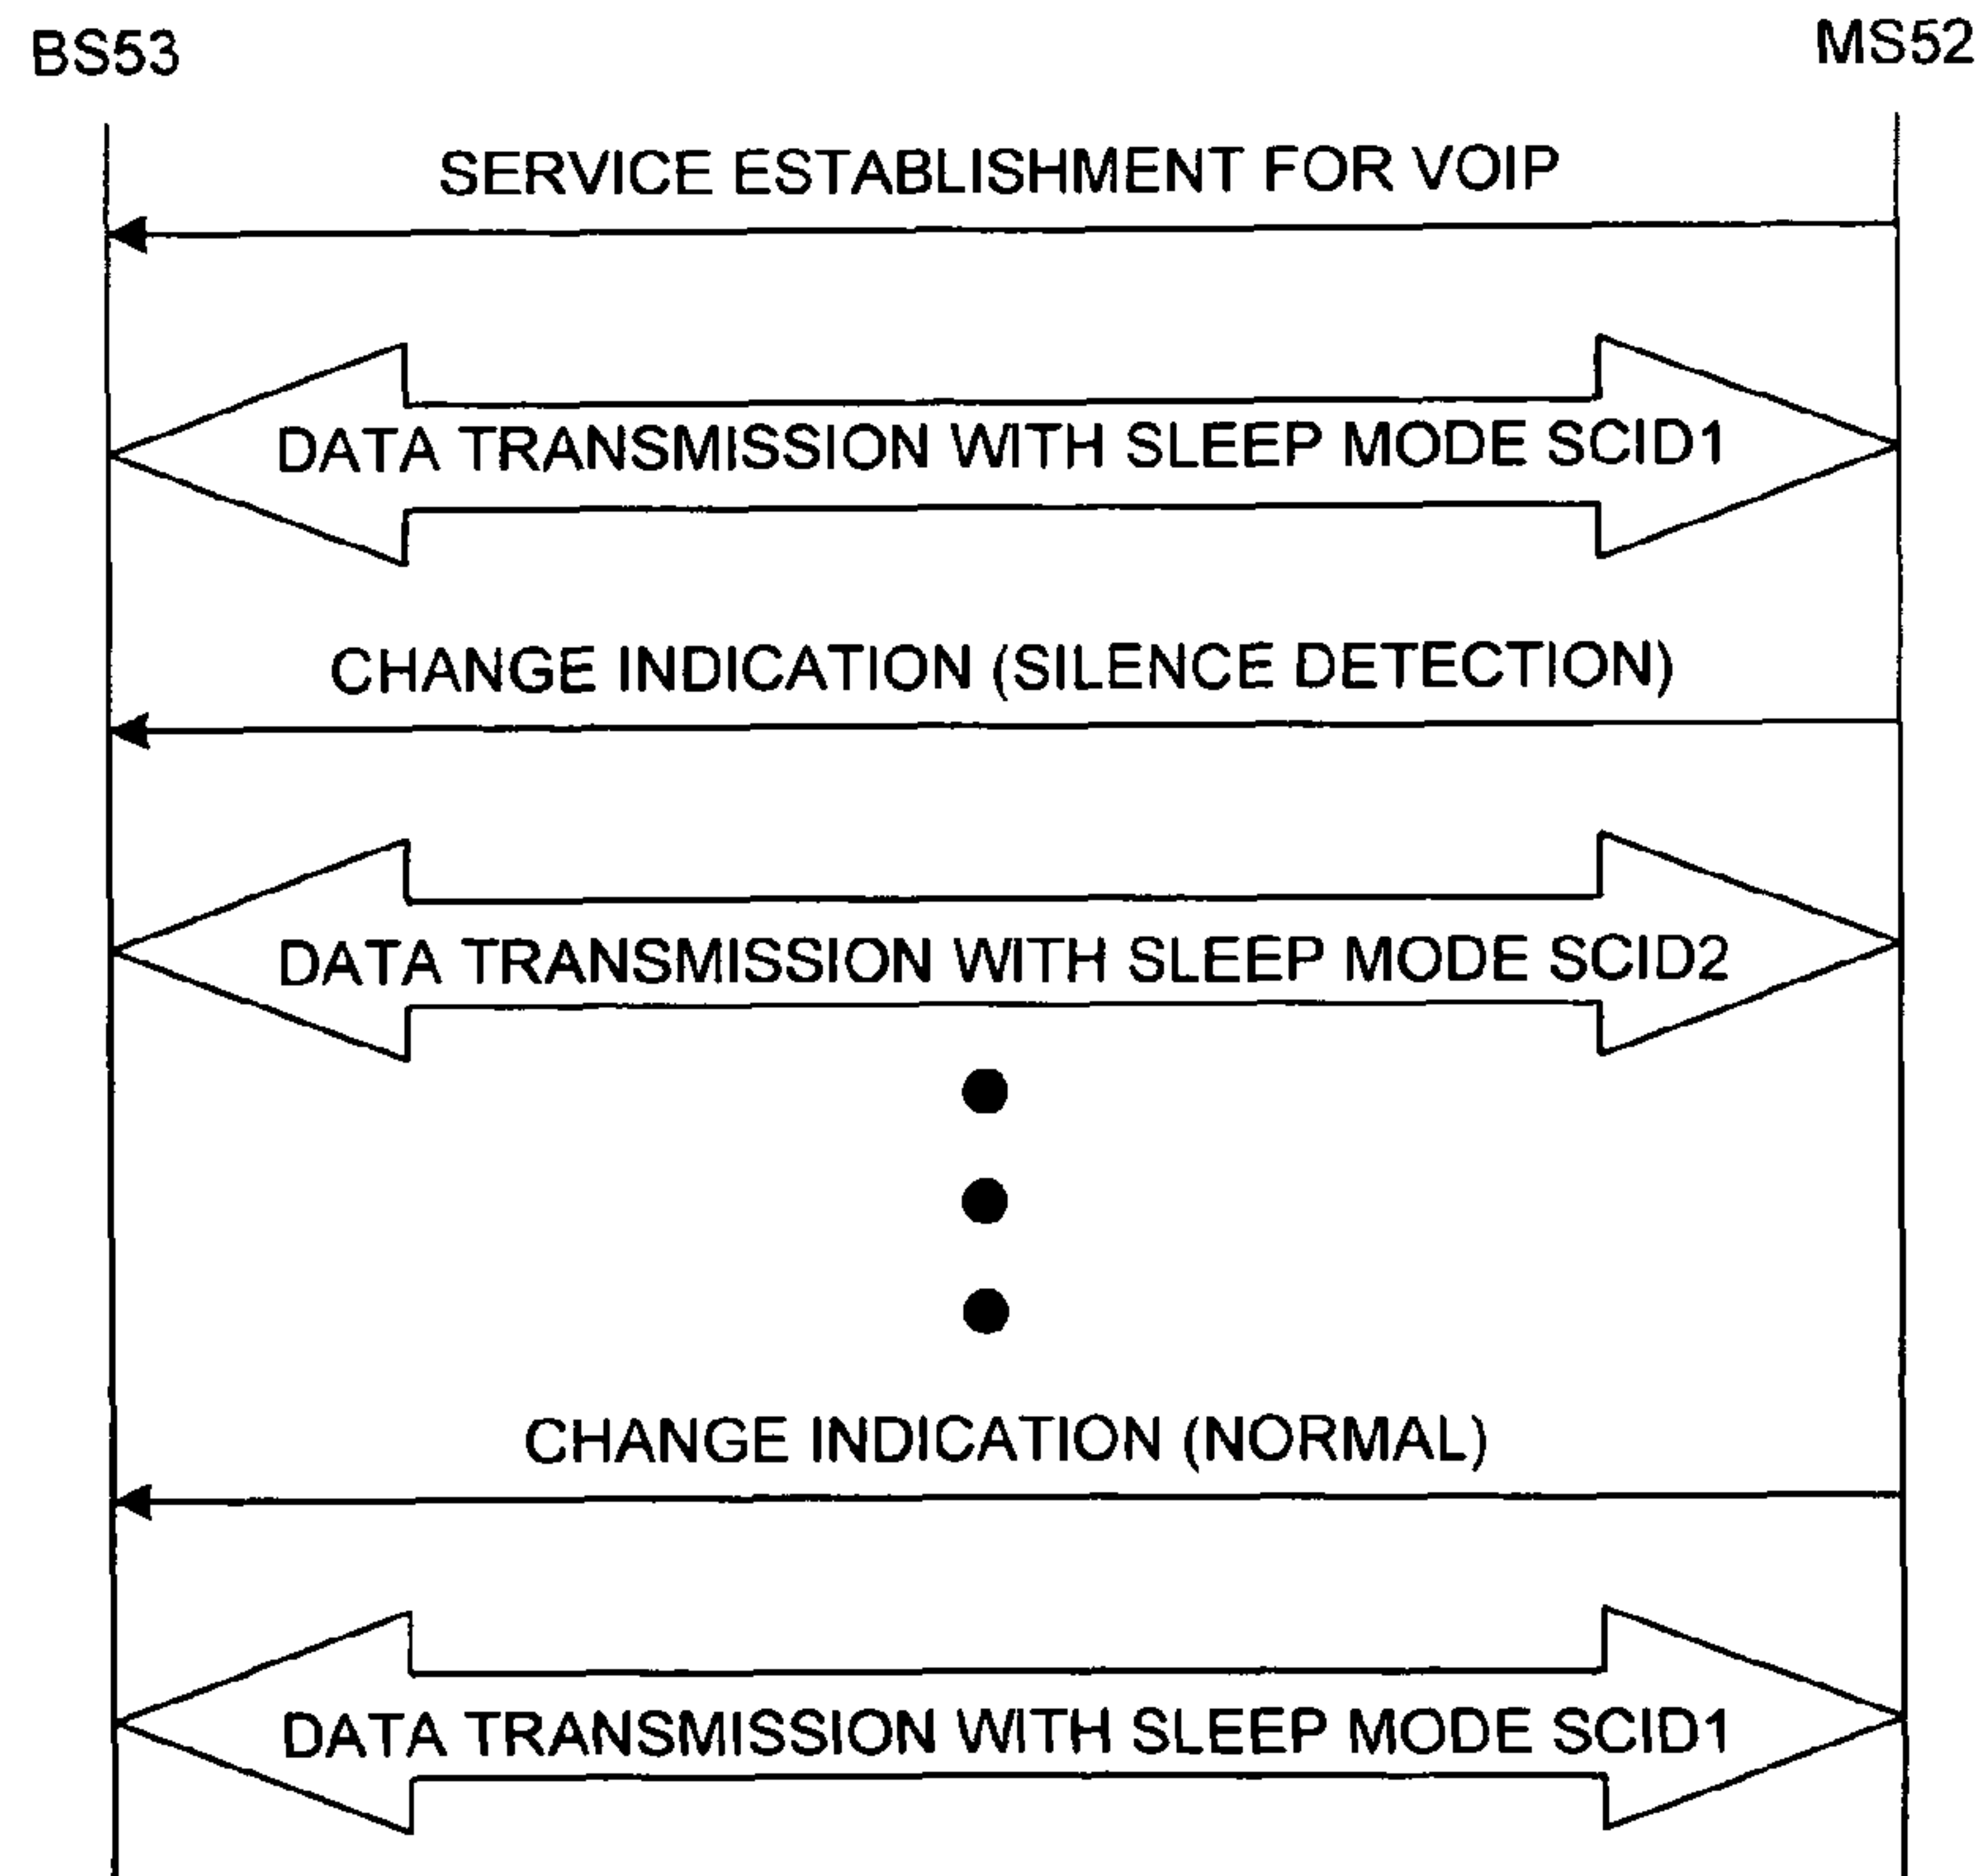 BS53
MS52
SERVICE ESTABLISHMENT FOR VOIP
DATA TRANSMISSION WITH SLEEP MODE SCID1
CHANGE INDICATION (SILENCE DETECTION)
DATA TRANSMISSION WITH SLEEP MODE SCID2
CHANGE INDICATION (NORMAL)
DATA TRANSMISSION WITH SLEEP MODE SCID1